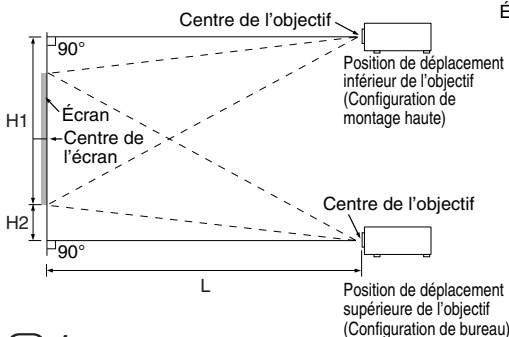 Centre de l'objectif
É
90°
Position de déplacement
inférieur de l'objectif
(Configuration de
montage haute)
H1
Écran
Centre de
l'écran
Centre de l'objectif
H2
90°
L
Position de déplacement
supérieure de l'objectif
(Configuration de bureau)